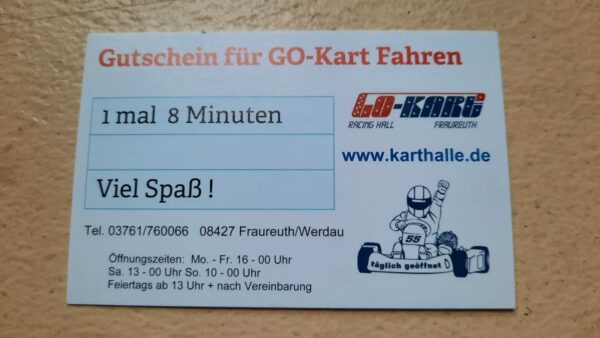 Gutschein für GO-Kart Fahren
1 mal 8 Minuten
LO-KART
RACING HALL FRAUREUTH
www.karthalle.de
Viel Spaß !
Tel. 03761/760066 08427 Fraureuth/Werdau
55
täglich geöffnet
Öffnungszeiten: Mo. - Fr. 16 - 00 Uhr
Sa. 13 - 00 Uhr So. 10 - 00 Uhr
Feiertags ab 13 Uhr + nach Vereinbarung